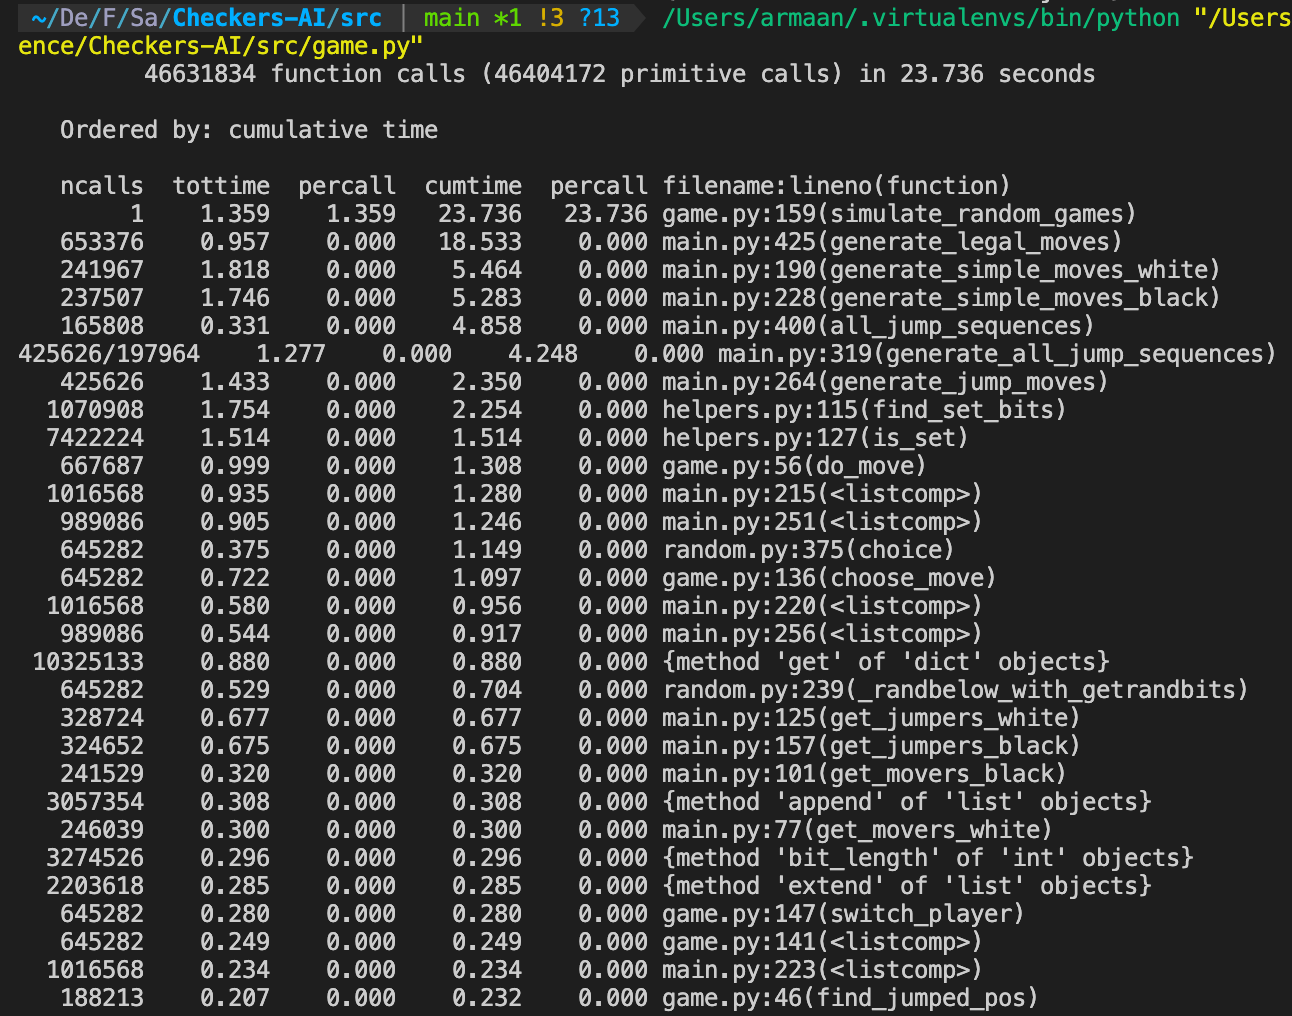 ~/De/F/Sa/Checkers-AI/src | main *1 !3 ?13 /Users/armaan/.virtualenvs/bin/python "/Users
ence/Checkers-AI/src/game.py"
46631834 function calls (46404172 primitive calls) in 23.736 seconds
Ordered by: cumulative time
ncalls tottime percall cumtime percall filename:lineno(function)
1 1.359 1.359 23.736 23.736 game.py:159(simulate_random_games)
653376 0.957 0.000 18.533 0.000 main.py:425(generate_legal_moves)
241967 1.818 0.000 5.464 0.000 main.py:190(generate_simple_moves_white)
237507 1.746 0.000 5.283 0.000 main.py:228(generate_simple_moves_black)
165808 0.331 0.000 4.858 0.000 main.py:400(all_jump_sequences)
425626/197964 1.277 0.000 4.248 0.000 main.py:319(generate_all_jump_sequences)
425626 1.433 0.000 2.350 0.000 main.py:264(generate_jump_moves)
1070908 1.754 0.000 2.254 0.000 helpers.py:115(find_set_bits)
7422224 1.514 0.000 1.514 0.000 helpers.py:127(is_set)
667687 0.999 0.000 1.308 0.000 game.py:56(do_move)
1016568 0.935 0.000 1.280 0.000 main.py:215(<listcomp>)
989086 0.905 0.000 1.246 0.000 main.py:251(<listcomp>)
645282 0.375 0.000 1.149 0.000 random.py:375(choice)
645282 0.722 0.000 1.097 0.000 game.py:136(choose_move)
1016568 0.580 0.000 0.956 0.000 main.py:220(<listcomp>)
989086 0.544 0.000 0.917 0.000 main.py:256(<listcomp>)
10325133 0.880 0.000 0.880 0.000 {method 'get' of 'dict' objects}
645282 0.529 0.000 0.704 0.000 random.py:239(_randbelow_with_getrandbits)
328724 0.677 0.000 0.677 0.000 main.py:125(get_jumpers_white)
324652 0.675 0.000 0.675 0.000 main.py:157(get_jumpers_black)
241529 0.320 0.000 0.320 0.000 main.py:101(get_movers_black)
3057354 0.308 0.000 0.308 0.000 {method 'append' of 'list' objects}
246039 0.300 0.000 0.300 0.000 main.py:77(get_movers_white)
3274526 0.296 0.000 0.296 0.000 {method 'bit_length' of 'int' objects}
2203618 0.285 0.000 0.285 0.000 {method 'extend' of 'list' objects}
645282 0.280 0.000 0.280 0.000 game.py:147(switch_player)
645282 0.249 0.000 0.249 0.000 game.py:141(<listcomp>)
1016568 0.234 0.000 0.234 0.000 main.py:223(<listcomp>)
188213 0.207 0.000 0.232 0.000 game.py:46(find_jumped_pos)